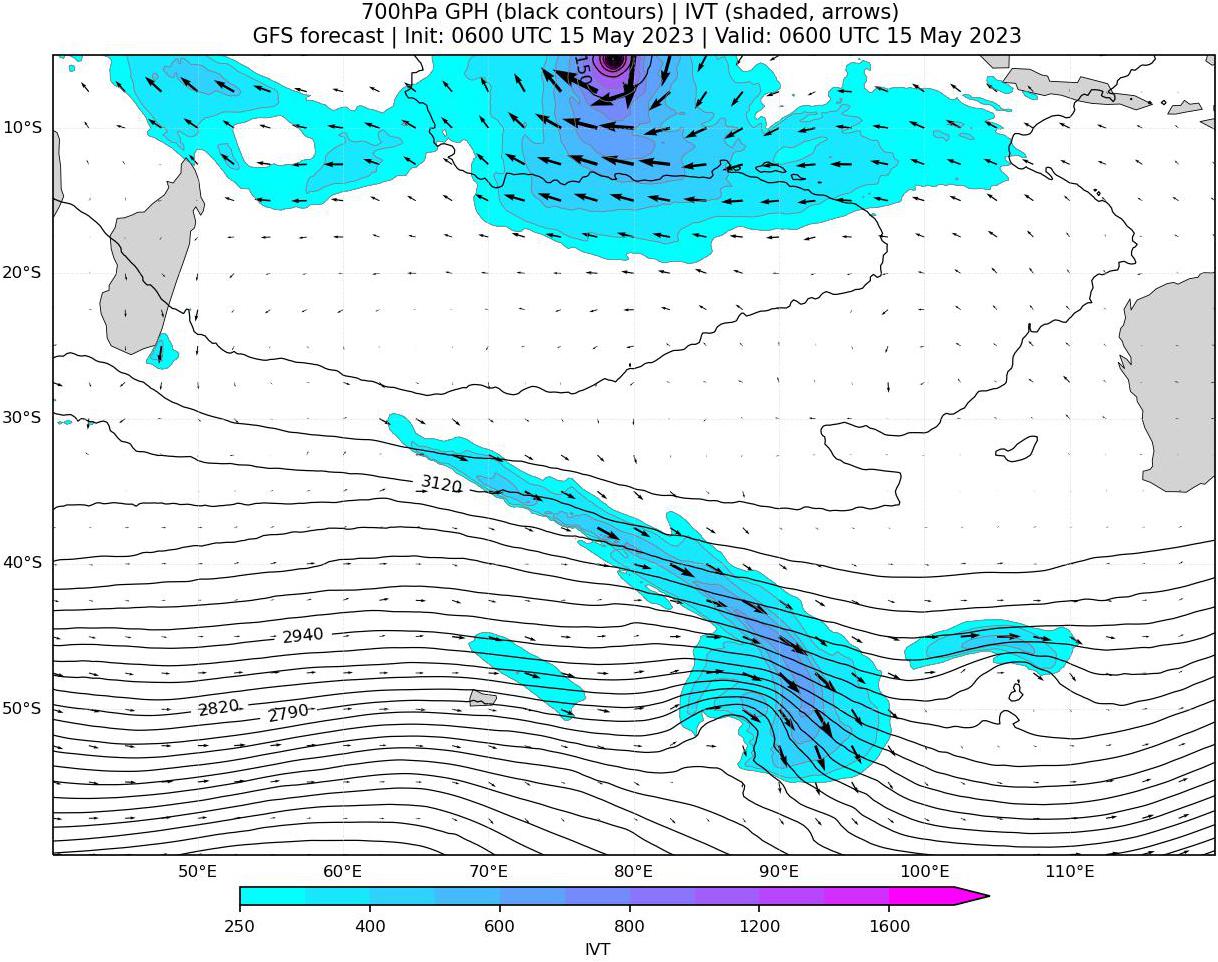 700hPa GPH (black contours) | IVT (shaded, arrows)
GFS forecast | Init: 0600 UTC 15 May 2023 | Valid: 0600 UTC 15 May 2023
10°S
20°S
30°S
3120
40°S
2940
50°S
2820
2790
50°E 60°E 70°E 80°E 90°E 100°E 110°E
250 400 600 800 1200 1600
IVT